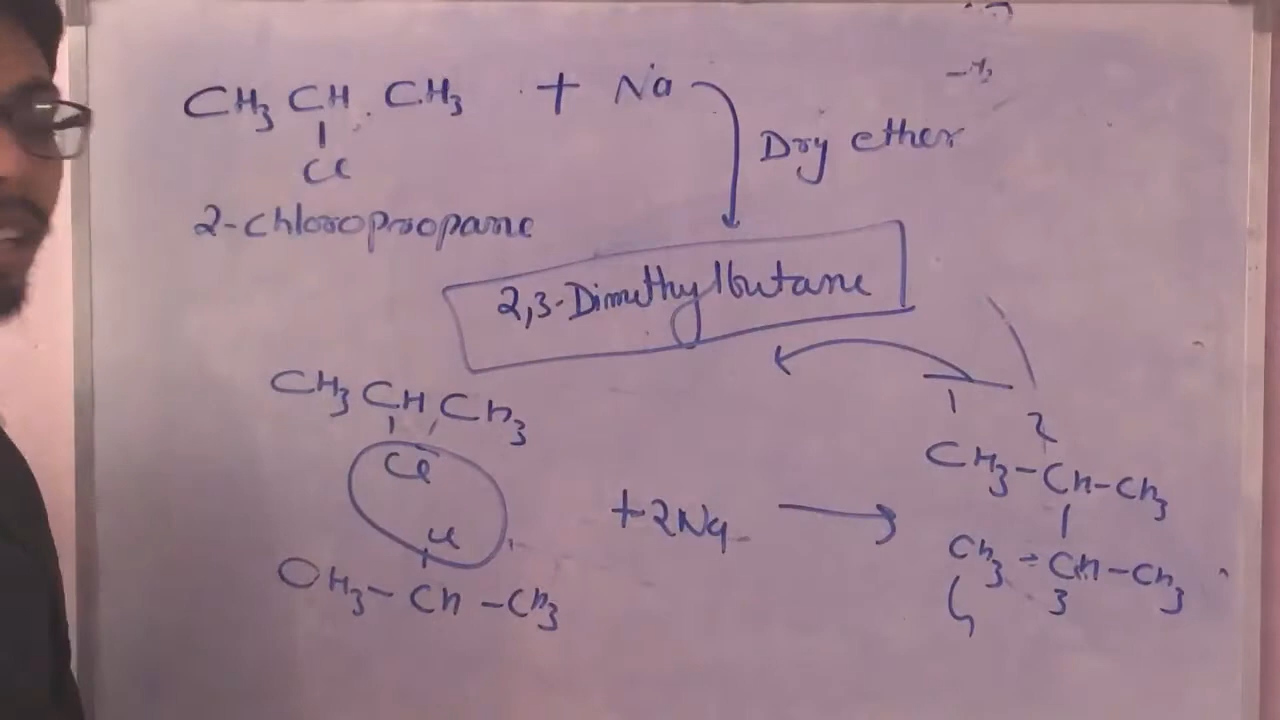 CH3 CH . CH3 + Na
Cl
Dry ether
2-chloropropane
2,3-Dimethylbutane
CH3 CH CH3
Cl
Cl
CH3 - CH - CH3
+ 2Na
1
2
CH3 - CH - CH3
CH3 - CH - CH3
3
4